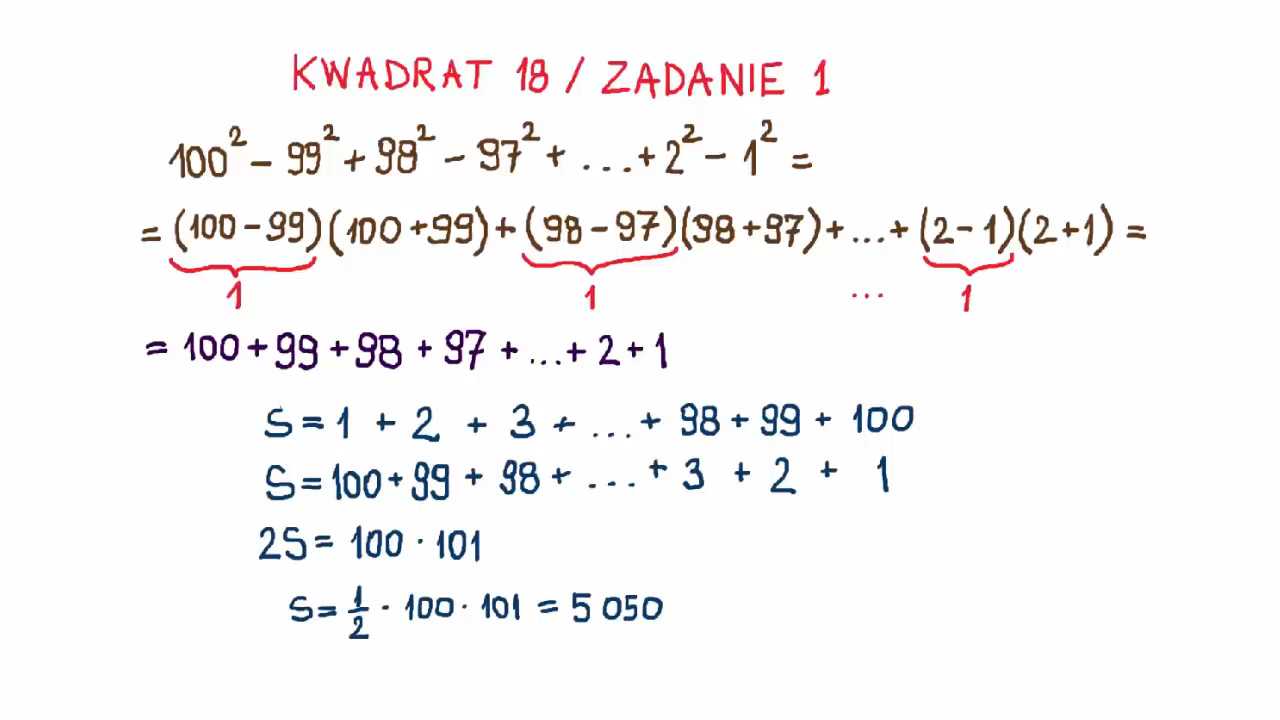 KWADRAT 18 / ZADANIE 1
100² - 99² + 98² - 97² + ... + 2² - 1² =
= (100 - 99)(100 + 99) + (98 - 97)(98 + 97) + ... + (2 - 1)(2 + 1) =
1 1 ... 1
= 100 + 99 + 98 + 97 + ... + 2 + 1
S = 1 + 2 + 3 + ... + 98 + 99 + 100
S = 100 + 99 + 98 + ... + 3 + 2 + 1
2S = 100 · 101
S = 1/2 · 100 · 101 = 5 050